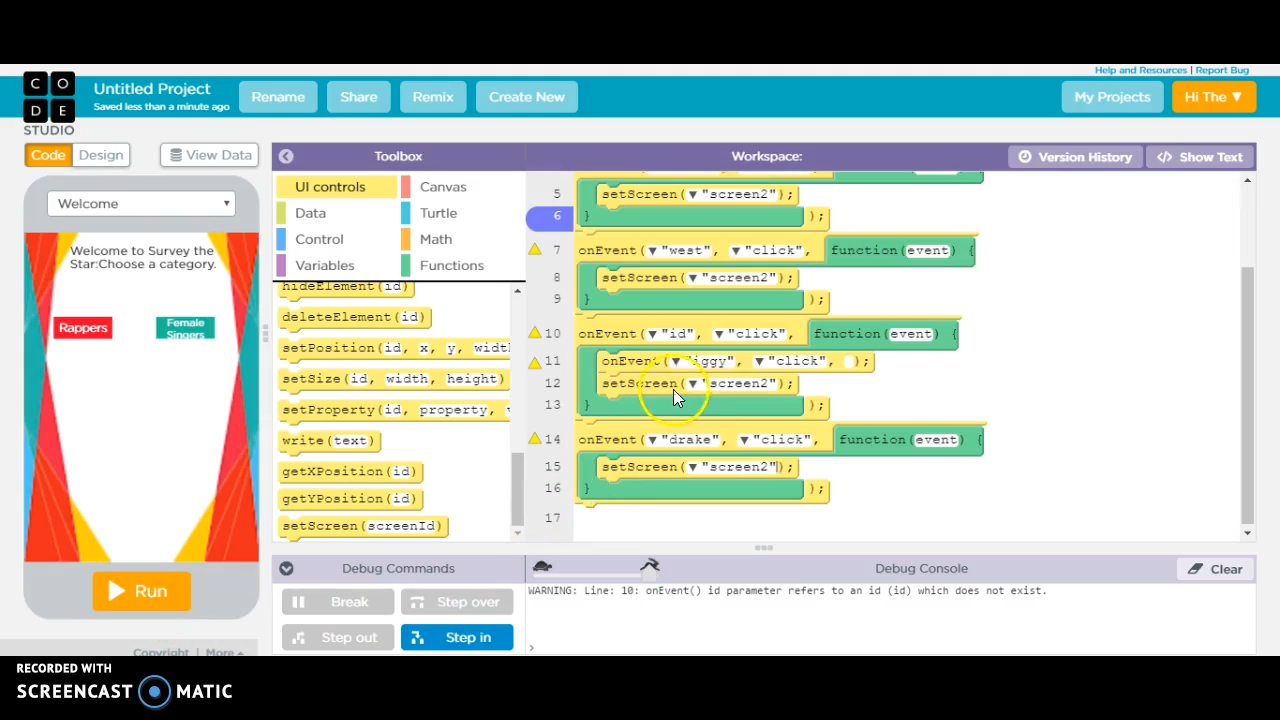 Help and Resources | Report Bug
C O
D E
STUDIO
Untitled Project
Saved less than a minute ago
Rename
Share
Remix
Create New
My Projects
Hi The ▼
Code
Design
View Data
Toolbox
Workspace:
Version History
Show Text
Welcome
Welcome to Survey the
Star:Choose a category.
Rappers
Female
Singers
Run
Copyright | More
UI controls
Canvas
Data
Turtle
Control
Math
Variables
Functions
hideElement(id)
deleteElement(id)
setPosition(id, x, y, width
setSize(id, width, height)
setProperty(id, property,
write(text)
getXPosition(id)
getYPosition(id)
setScreen(screenId)
5 setScreen(▼"screen2");
6 } );
7 onEvent(▼"west", ▼"click", function(event) {
8 setScreen(▼"screen2");
9 } );
10 onEvent(▼"id", ▼"click", function(event) {
11 onEvent(▼"iggy", ▼"click", );
12 setScreen(▼"screen2");
13 } );
14 onEvent(▼"drake", ▼"click", function(event) {
15 setScreen(▼"screen2");
16 } );
17
Debug Commands
Break
Step over
Step out
Step in
Debug Console
Clear
WARNING: Line: 10: onEvent() id parameter refers to an id (id) which does not exist.
>
RECORDED WITH
SCREENCAST MATIC